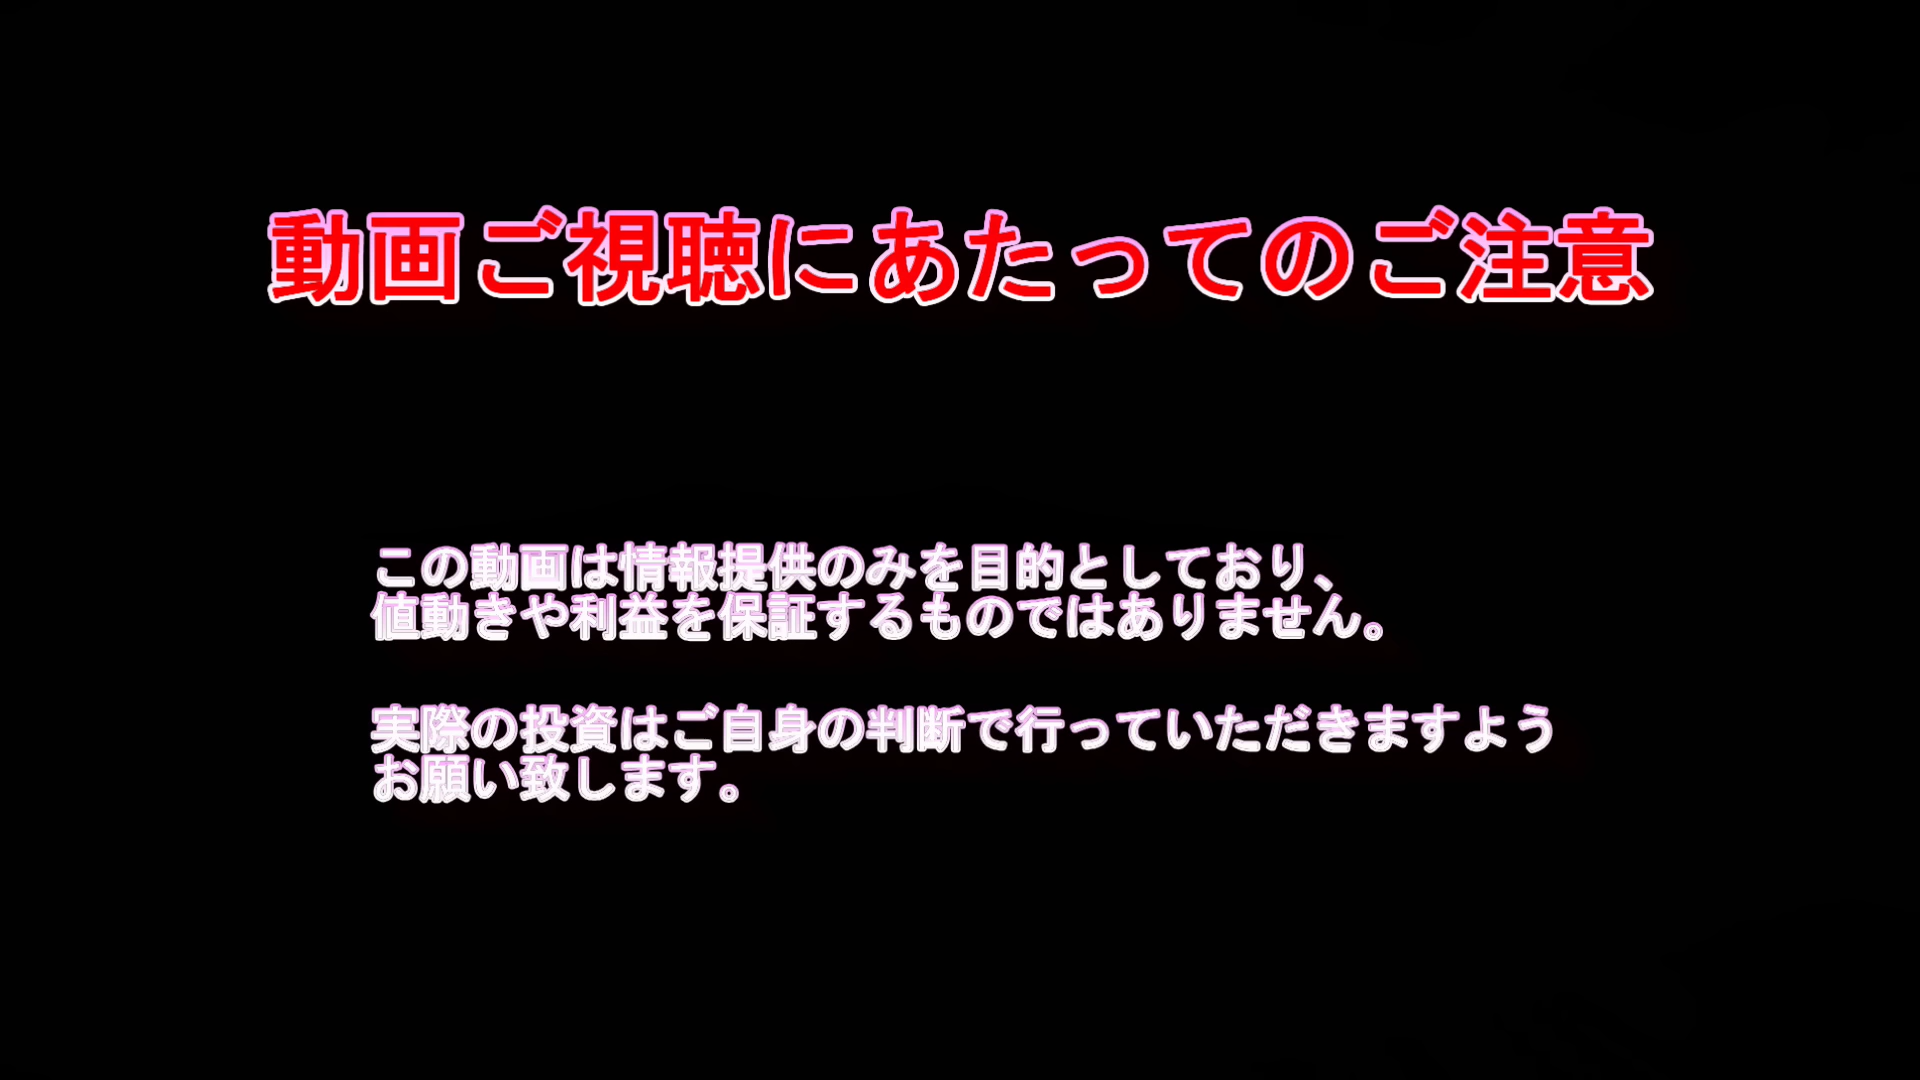 動画ご視聴にあたってのご注意
この動画は情報提供のみを目的としており、
値動きや利益を保証するものではありません。
実際の投資はご自身の判断で行っていただきますよう
お願い致します。